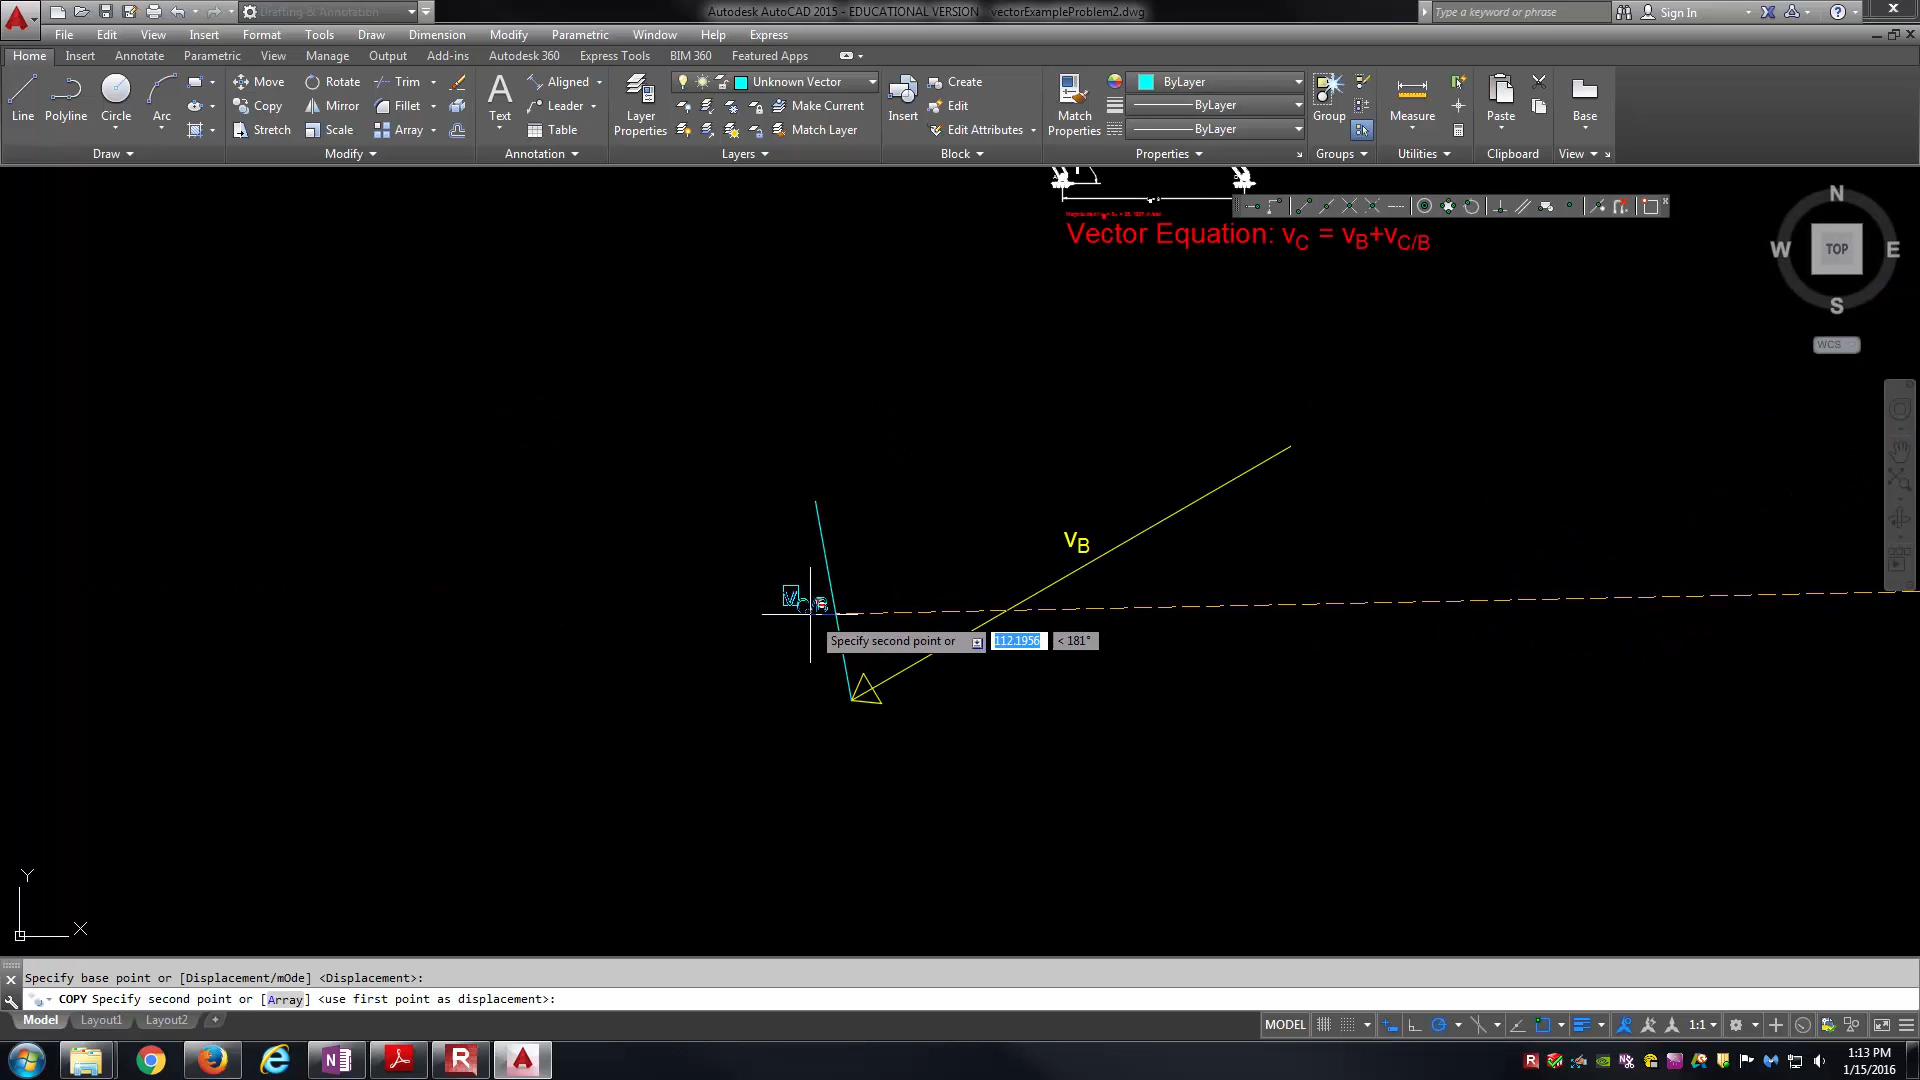 Drafting & Annotation
Autodesk AutoCAD 2015 - EDUCATIONAL VERSION vectorExampleProblem2.dwg
Type a keyword or phrase
Sign In
File Edit View Insert Format Tools Draw Dimension Modify Parametric Window Help Express
Home Insert Annotate Parametric View Manage Output Add-ins Autodesk 360 Express Tools BIM 360 Featured Apps
Line Polyline Circle Arc
Draw
Move Rotate Trim
Copy Mirror Fillet
Stretch Scale Array
Modify
Text
Aligned
Leader
Table
Annotation
Layer Properties
Unknown Vector
Make Current
Match Layer
Layers
Insert
Create
Edit
Edit Attributes
Block
Match Properties
ByLayer
ByLayer
ByLayer
Properties
Group
Groups
Measure
Utilities
Paste
Clipboard
Base
View
Vector Equation: vC = vB+vC/B
N
W TOP E
S
WCS
vB
Specify second point or 112.1956 < 181°
Y
X
Specify base point or [Displacement/mOde] <Displacement>:
COPY Specify second point or [Array] <use first point as displacement>:
Model Layout1 Layout2 +
MODEL 1:1
1:13 PM
1/15/2016